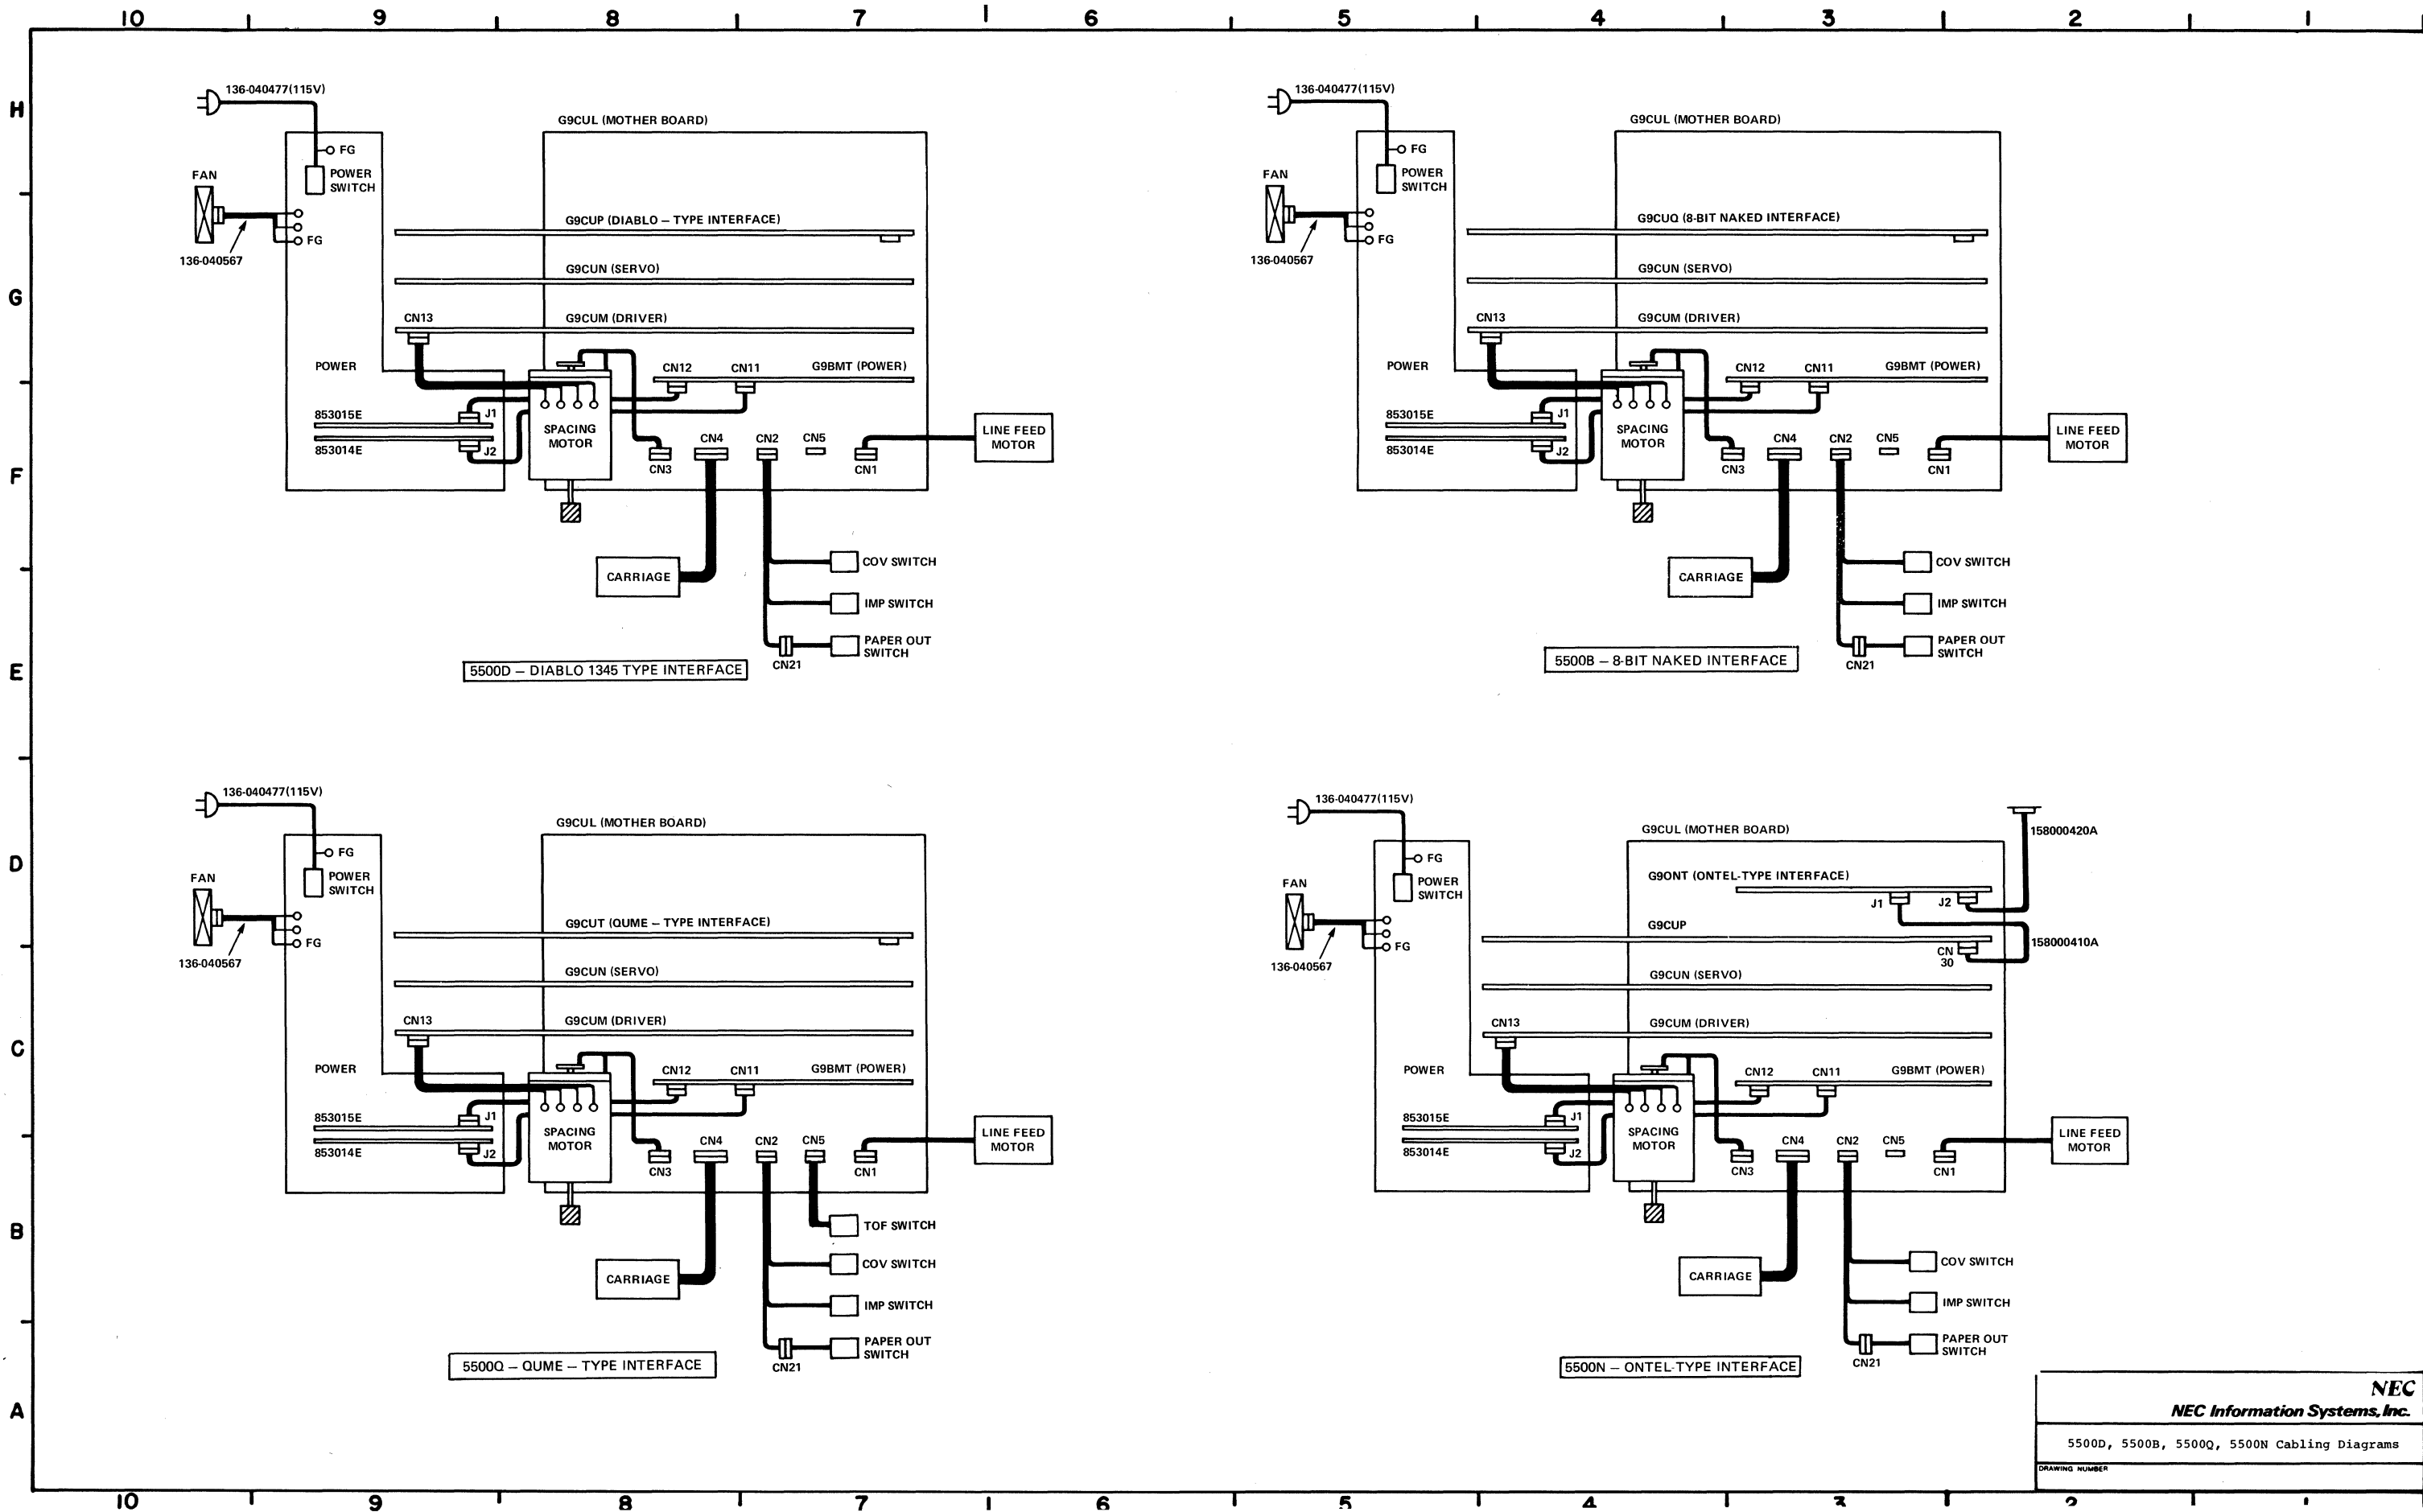 10 9 8 7 6 5 4 3 2 1
H
G
F
E
D
C
B
A
136-040477(115V)
G9CUL (MOTHER BOARD)
FG
POWER
SWITCH
FAN
FG
136-040567
G9CUP (DIABLO – TYPE INTERFACE)
G9CUN (SERVO)
CN13
G9CUM (DRIVER)
POWER
CN12
CN11
G9BMT (POWER)
853015E
J1
853014E
J2
SPACING
MOTOR
CN3
CN4
CN2
CN5
CN1
LINE FEED
MOTOR
CARRIAGE
COV SWITCH
IMP SWITCH
PAPER OUT
SWITCH
CN21
5500D – DIABLO 1345 TYPE INTERFACE
136-040477(115V)
G9CUL (MOTHER BOARD)
FG
POWER
SWITCH
FAN
FG
136-040567
G9CUQ (8-BIT NAKED INTERFACE)
G9CUN (SERVO)
CN13
G9CUM (DRIVER)
POWER
CN12
CN11
G9BMT (POWER)
853015E
J1
853014E
J2
SPACING
MOTOR
CN3
CN4
CN2
CN5
CN1
LINE FEED
MOTOR
CARRIAGE
COV SWITCH
IMP SWITCH
PAPER OUT
SWITCH
CN21
5500B – 8-BIT NAKED INTERFACE
136-040477(115V)
G9CUL (MOTHER BOARD)
FG
POWER
SWITCH
FAN
FG
136-040567
G9CUT (QUME – TYPE INTERFACE)
G9CUN (SERVO)
CN13
G9CUM (DRIVER)
POWER
CN12
CN11
G9BMT (POWER)
853015E
J1
853014E
J2
SPACING
MOTOR
CN3
CN4
CN2
CN5
CN1
LINE FEED
MOTOR
TOF SWITCH
CARRIAGE
COV SWITCH
IMP SWITCH
PAPER OUT
SWITCH
CN21
5500Q – QUME – TYPE INTERFACE
136-040477(115V)
G9CUL (MOTHER BOARD)
158000420A
FG
POWER
SWITCH
FAN
FG
136-040567
G9ONT (ONTEL-TYPE INTERFACE)
J1
J2
G9CUP
CN
30
158000410A
G9CUN (SERVO)
CN13
G9CUM (DRIVER)
POWER
CN12
CN11
G9BMT (POWER)
853015E
J1
853014E
J2
SPACING
MOTOR
CN3
CN4
CN2
CN5
CN1
LINE FEED
MOTOR
CARRIAGE
COV SWITCH
IMP SWITCH
PAPER OUT
SWITCH
CN21
5500N – ONTEL-TYPE INTERFACE
NEC
NEC Information Systems, Inc.
5500D, 5500B, 5500Q, 5500N Cabling Diagrams
DRAWING NUMBER
10 9 8 7 6 5 4 3 2 1